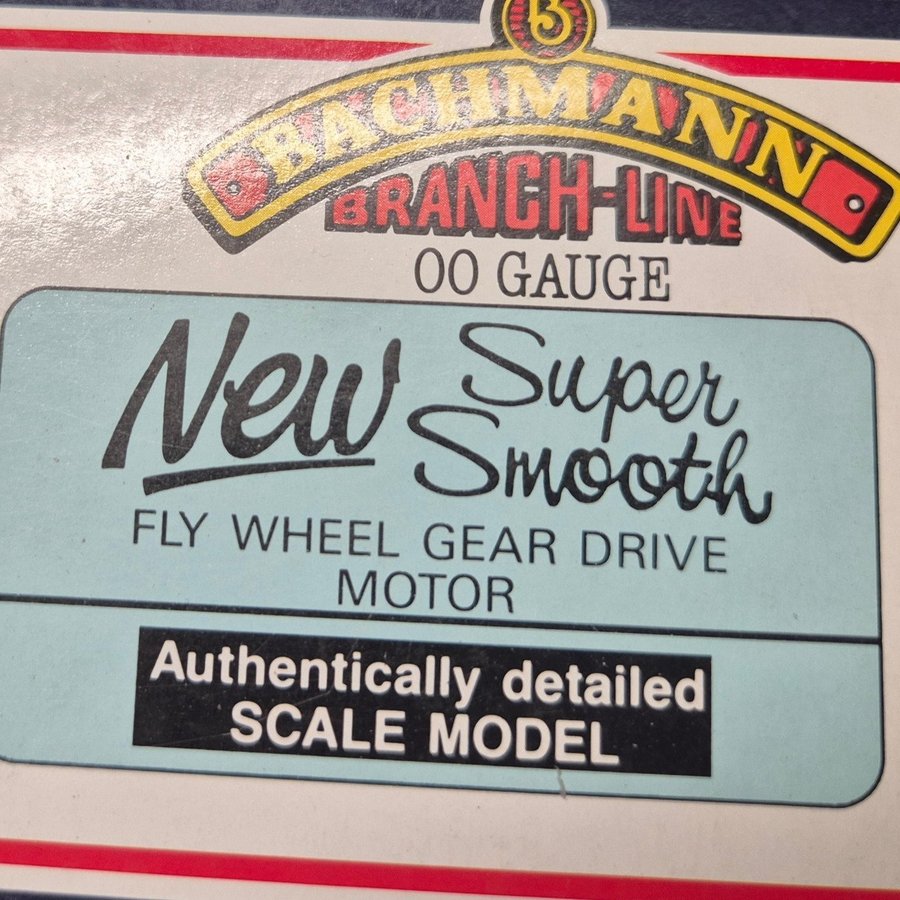 B
BACHMANN
BRANCH-LINE
OO GAUGE
New Super
Smooth
FLY WHEEL GEAR DRIVE
MOTOR
Authentically detailed
SCALE MODEL